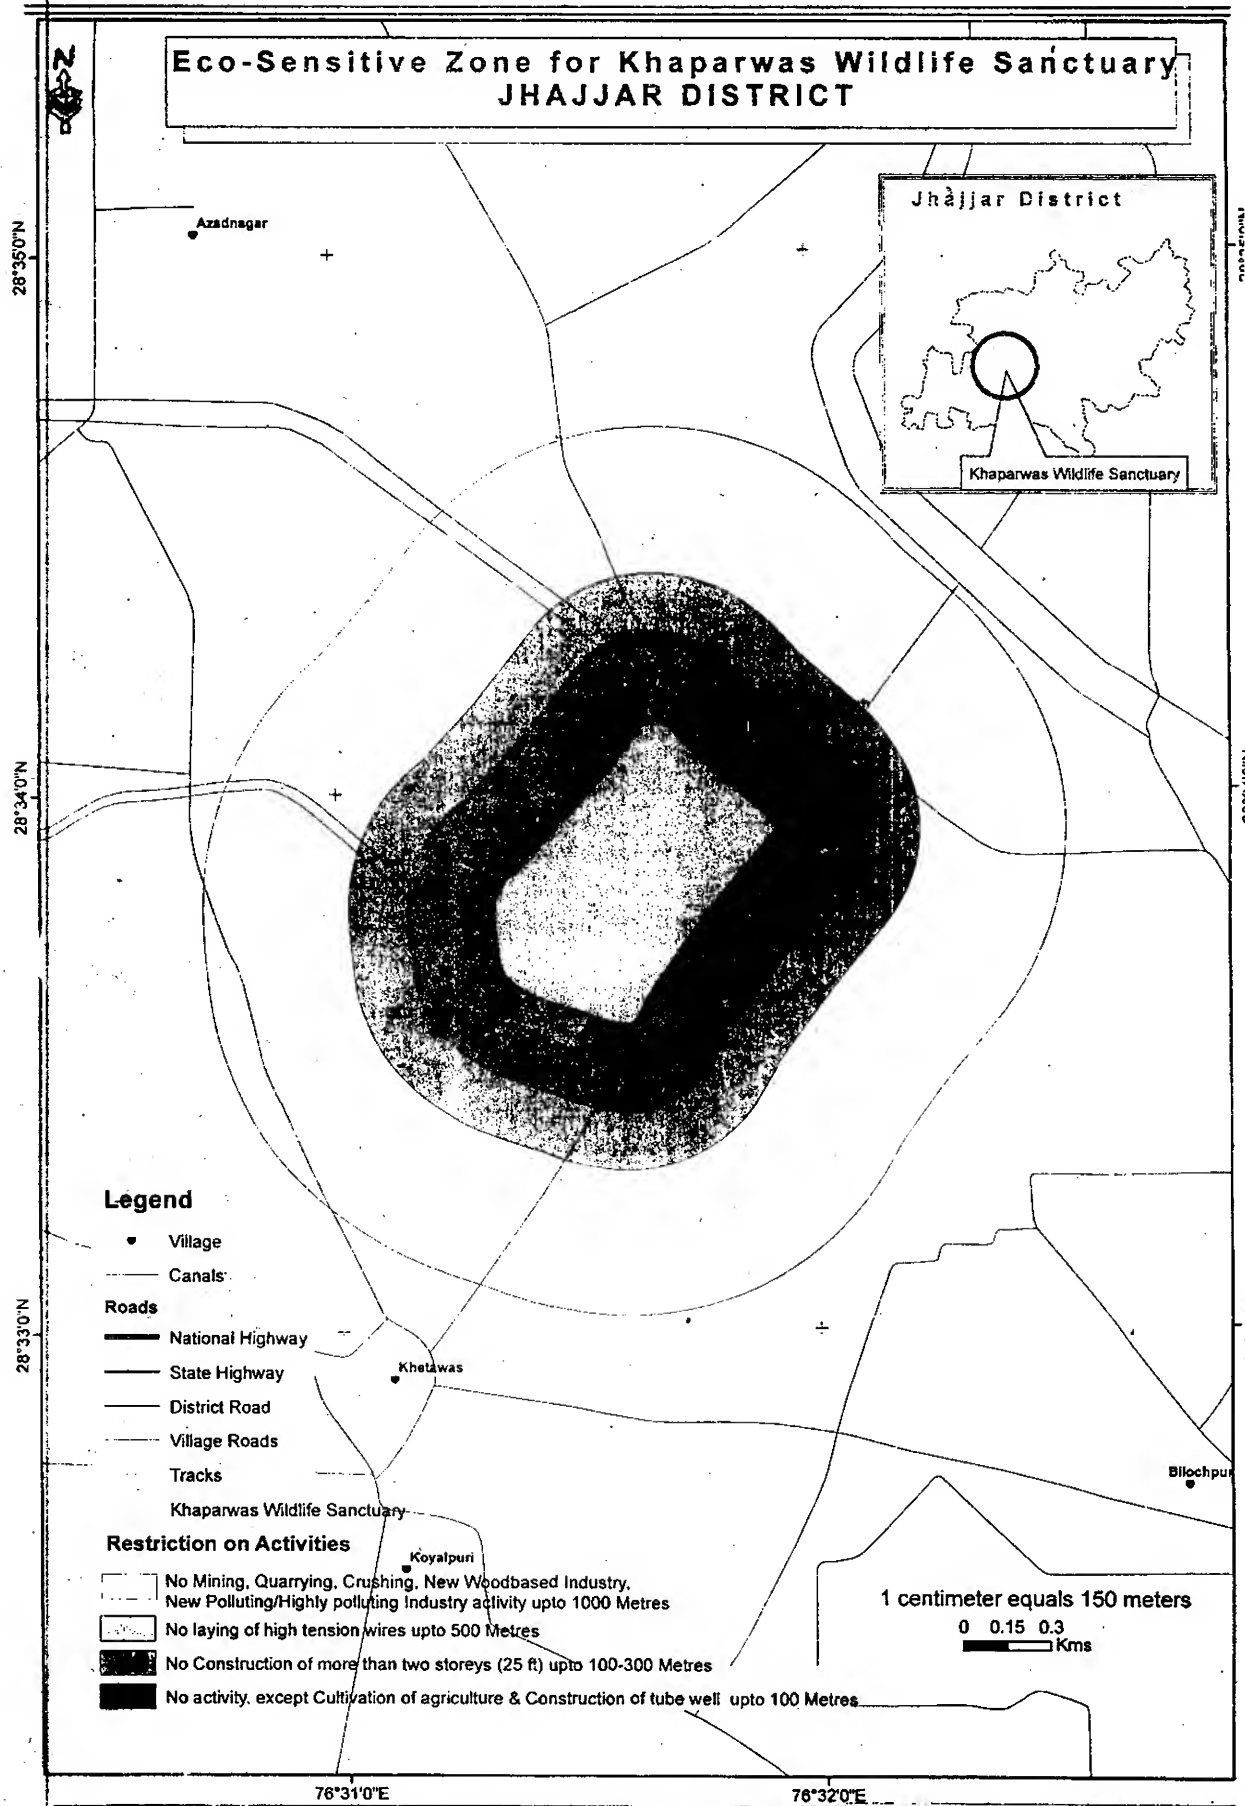 N
Eco-Sensitive Zone for Khaparwas Wildlife Sanctuary
JHAJJAR DISTRICT
Jhajjar District
Khaparwas Wildlife Sanctuary
Azadnagar
28°35'0"N
28°34'0"N
28°33'0"N
Legend
Village
Canals
Roads
National Highway
State Highway
District Road
Village Roads
Tracks
Khaparwas Wildlife Sanctuary
Khetawas
Bilochpur
Koyalpuri
Restriction on Activities
No Mining, Quarrying, Crushing, New Woodbased Industry,
New Polluting/Highly polluting Industry activity upto 1000 Metres
No laying of high tension wires upto 500 Metres
No Construction of more than two storeys (25 ft) upto 100-300 Metres
No activity, except Cultivation of agriculture & Construction of tube well upto 100 Metres
1 centimeter equals 150 meters
0 0.15 0.3
Kms
76°31'0"E
76°32'0"E